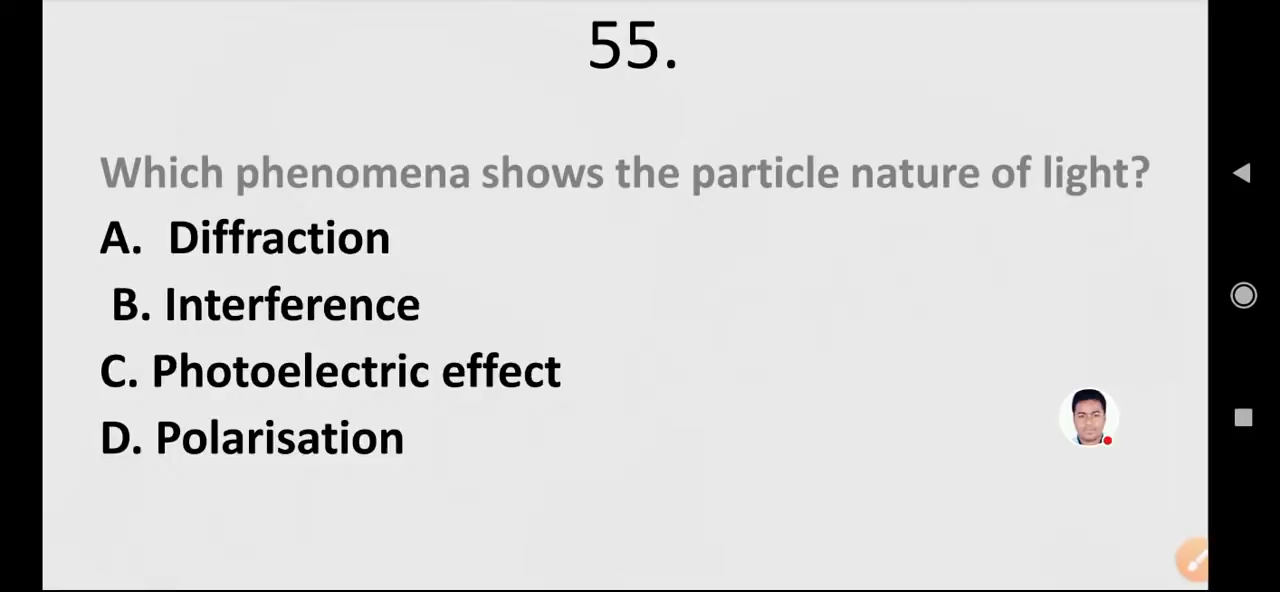 55.
Which phenomena shows the particle nature of light?
A. Diffraction
B. Interference
C. Photoelectric effect
D. Polarisation